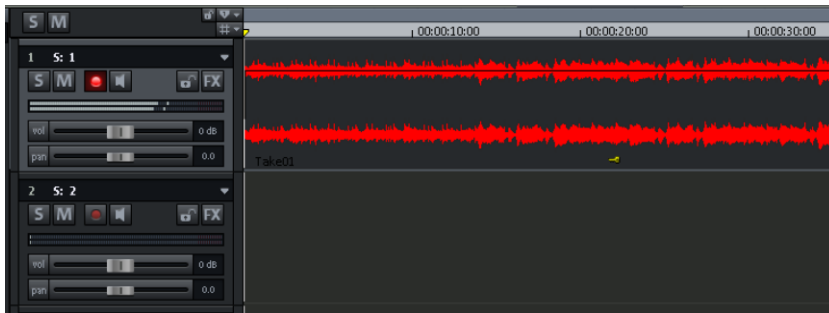 S M
00:00:10:00 00:00:20:00 00:00:30:00
1 S: 1
S M FX
vol 0 dB
pan 0.0
Take01
2 S: 2
S M FX
vol 0 dB
pan 0.0